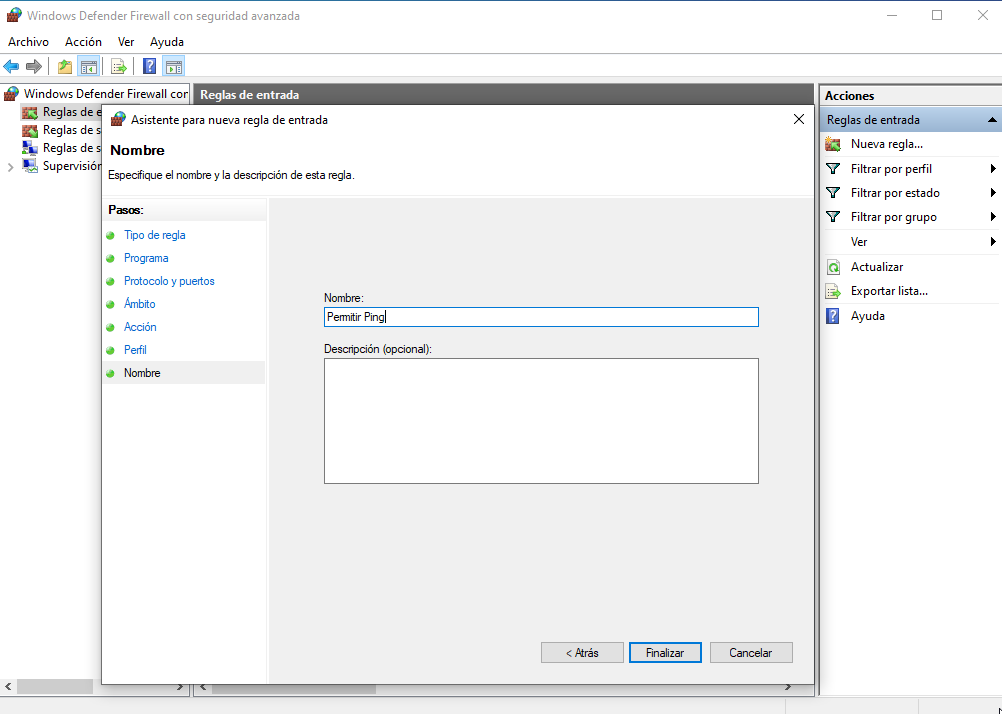 Windows Defender Firewall con seguridad avanzada
Archivo Acción Ver Ayuda
Windows Defender Firewall con
Reglas de e
Reglas de s
Reglas de s
Supervisión
Reglas de entrada
Asistente para nueva regla de entrada
Nombre
Especifique el nombre y la descripción de esta regla.
Pasos:
Tipo de regla
Programa
Protocolo y puertos
Ámbito
Acción
Perfil
Nombre
Nombre:
Permitir Ping
Descripción (opcional):
< Atrás Finalizar Cancelar
Acciones
Reglas de entrada
Nueva regla...
Filtrar por perfil
Filtrar por estado
Filtrar por grupo
Ver
Actualizar
Exportar lista...
Ayuda